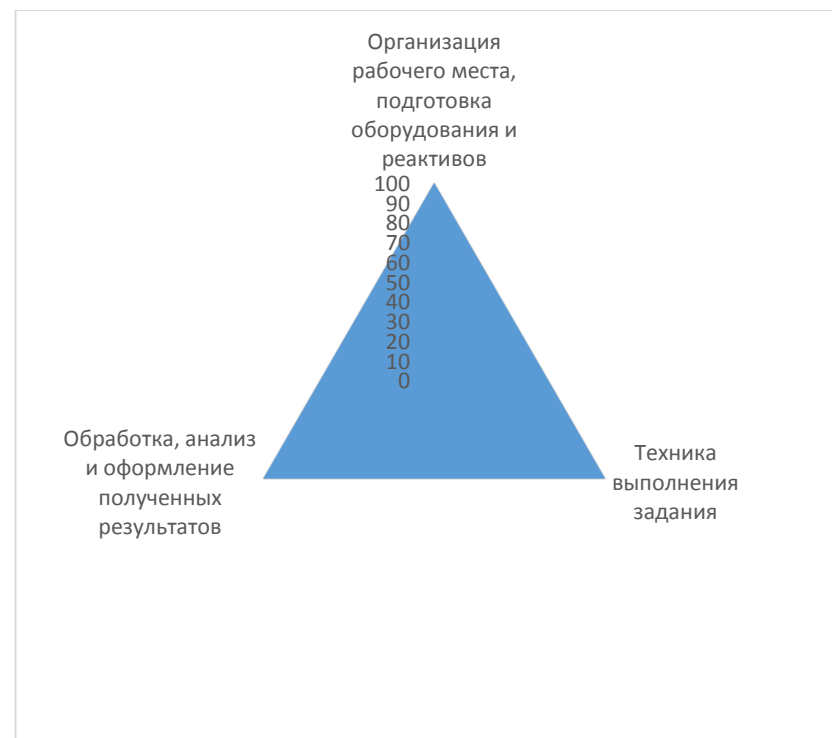 Организация
рабочего места,
подготовка
оборудования и
реактивов
100
90
80
70
60
50
40
30
20
10
0
Обработка, анализ
и оформление
полученных
результатов
Техника
выполнения
задания